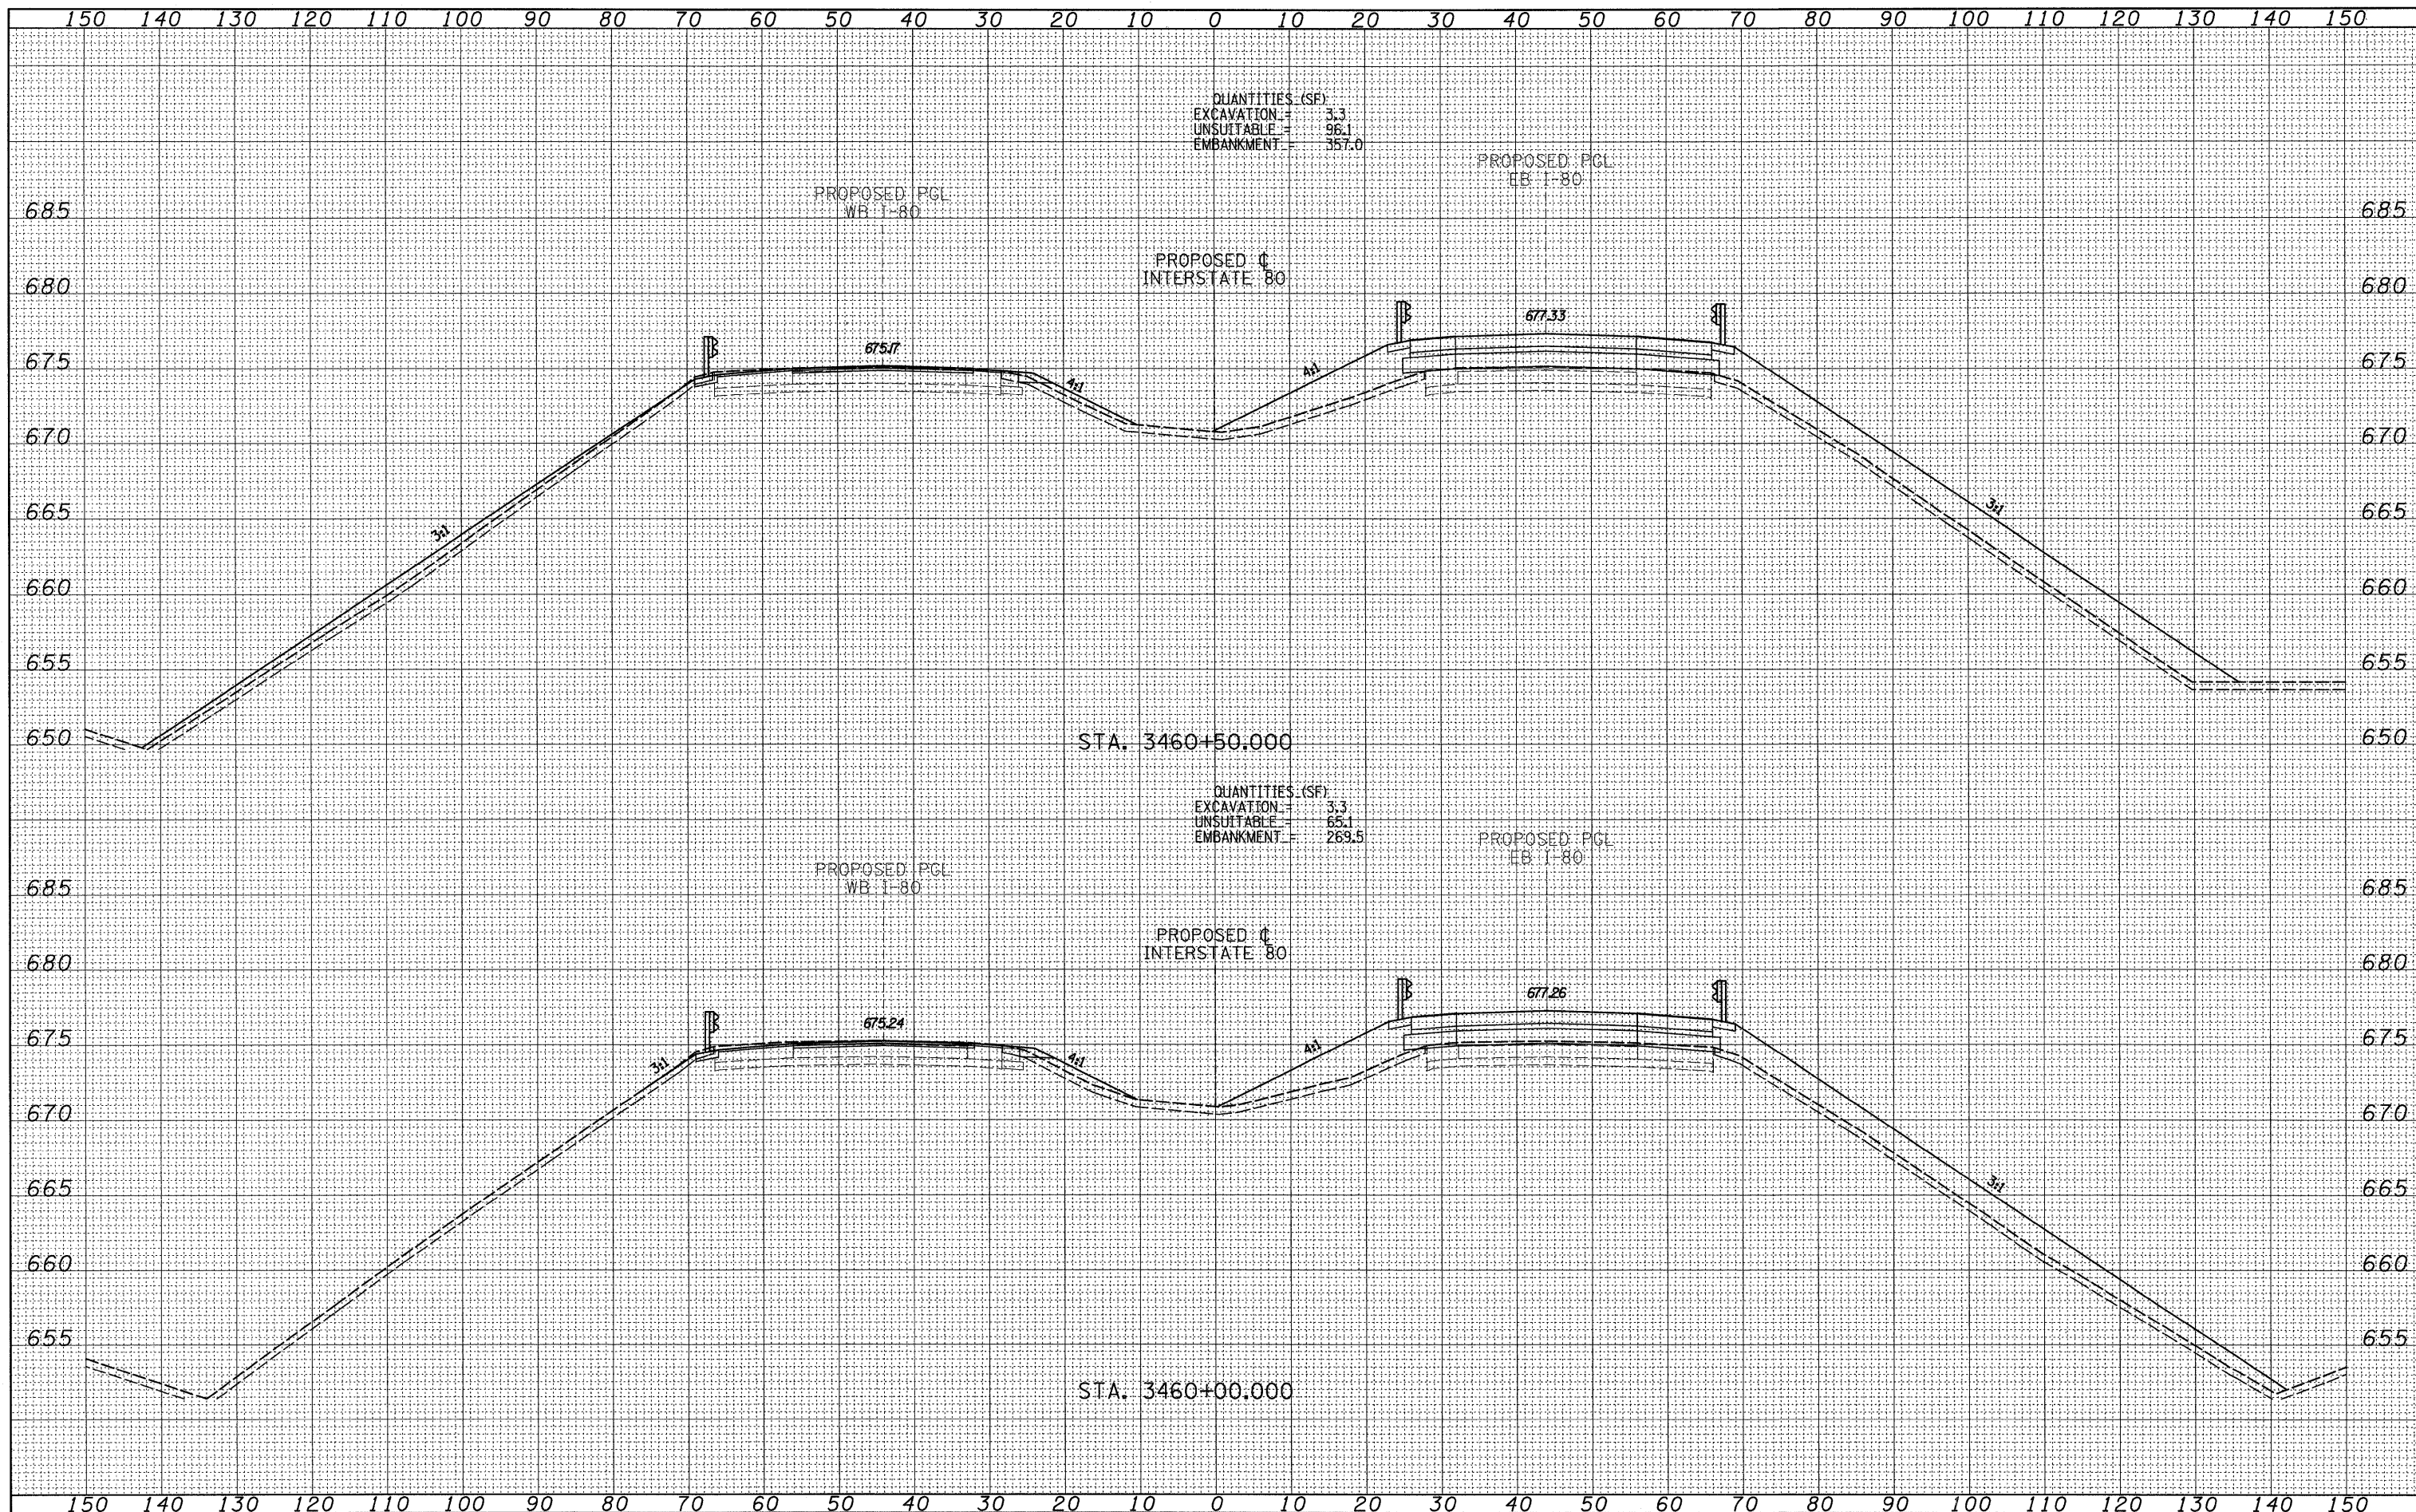 150 140 130 120 110 100 90 80 70 60 50 40 30 20 10 0 10 20 30 40 50 60 70 80 90 100 110 120 130 140 150
QUANTITIES (SF)
EXCAVATION = 3.3
UNSUITABLE = 96.1
EMBANKMENT = 357.0
PROPOSED PGL
EB I-80
PROPOSED PGL
WB I-80
685 685
PROPOSED ℄
INTERSTATE 80
680 680
677.33
675.17
675 675
4:1 4:1
670 670
3:1 3:1
665 665
660 660
655 655
650 650
STA. 3460+50.000
QUANTITIES (SF)
EXCAVATION = 3.3
UNSUITABLE = 65.1
EMBANKMENT = 269.5
PROPOSED PGL
EB I-80
PROPOSED PGL
WB I-80
685 685
PROPOSED ℄
INTERSTATE 80
680 680
677.26
675.24
675 675
3:1 4:1 4:1
670 670
3:1
665 665
660 660
655 655
STA. 3460+00.000
150 140 130 120 110 100 90 80 70 60 50 40 30 20 10 0 10 20 30 40 50 60 70 80 90 100 110 120 130 140 150